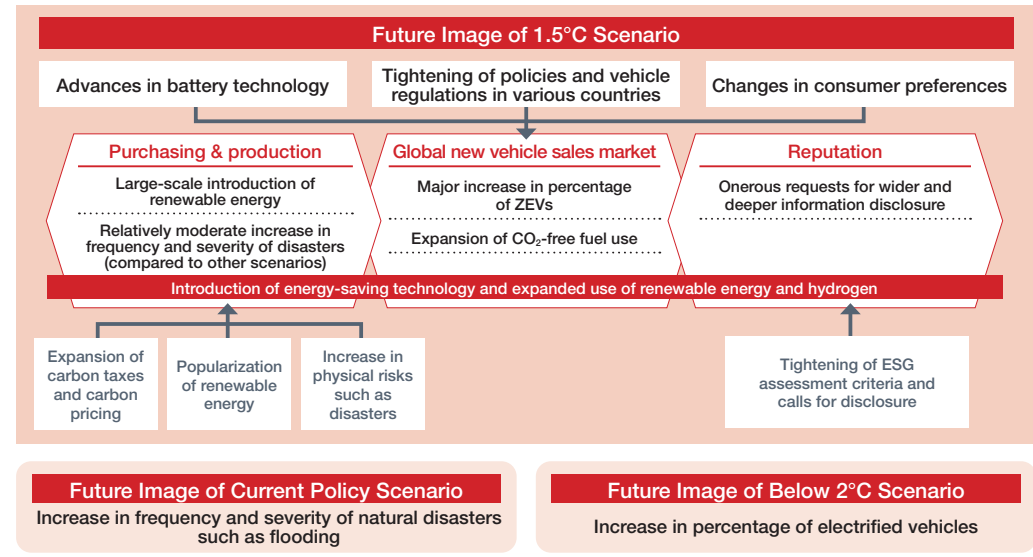 Future Image of 1.5°C Scenario
Advances in battery technology
Tightening of policies and vehicle
regulations in various countries
Changes in consumer preferences
Purchasing & production
Large-scale introduction of
renewable energy
Relatively moderate increase in
frequency and severity of disasters
(compared to other scenarios)
Global new vehicle sales market
Major increase in percentage
of ZEVs
Expansion of CO₂-free fuel use
Reputation
Onerous requests for wider and
deeper information disclosure
Introduction of energy-saving technology and expanded use of renewable energy and hydrogen
Expansion of
carbon taxes
and carbon
pricing
Popularization
of renewable
energy
Increase in
physical risks
such as
disasters
Tightening of ESG
assessment criteria and
calls for disclosure
Future Image of Current Policy Scenario
Increase in frequency and severity of natural disasters
such as flooding
Future Image of Below 2°C Scenario
Increase in percentage of electrified vehicles